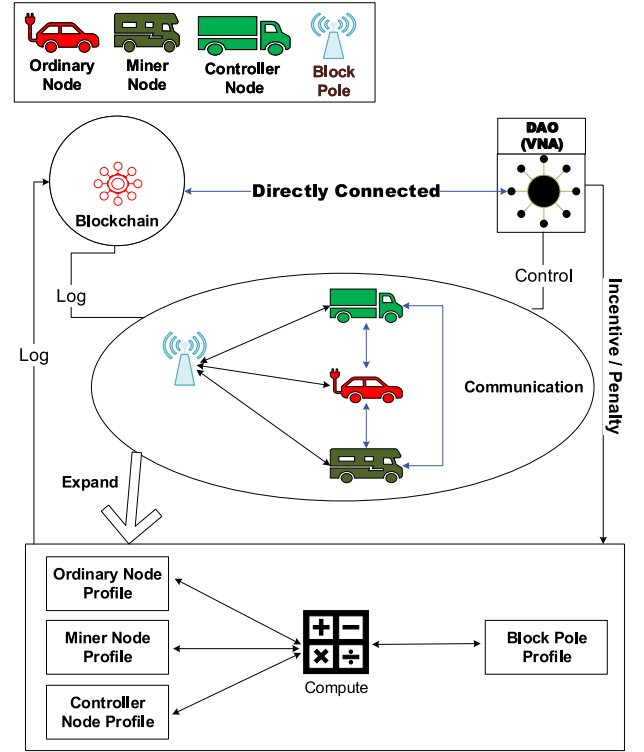 Ordinary
Node
Miner
Node
Controller
Node
Block
Pole
DAO
(VNA)
Blockchain
Directly Connected
Log
Control
Log
Incentive / Penalty
Communication
Expand
Ordinary Node
Profile
Miner Node
Profile
Controller
Node Profile
Compute
Block Pole
Profile